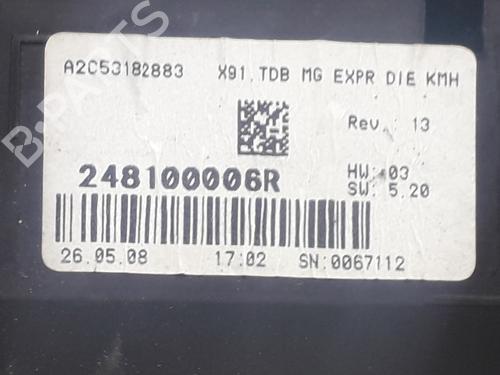 A2C53182883 X91 TDB MG EXPR DIE KMH
Rev. : 13
248100006R
HW: 03
SW: 5.20
26.05.08 17:02 SN:0067112
B-PARTS